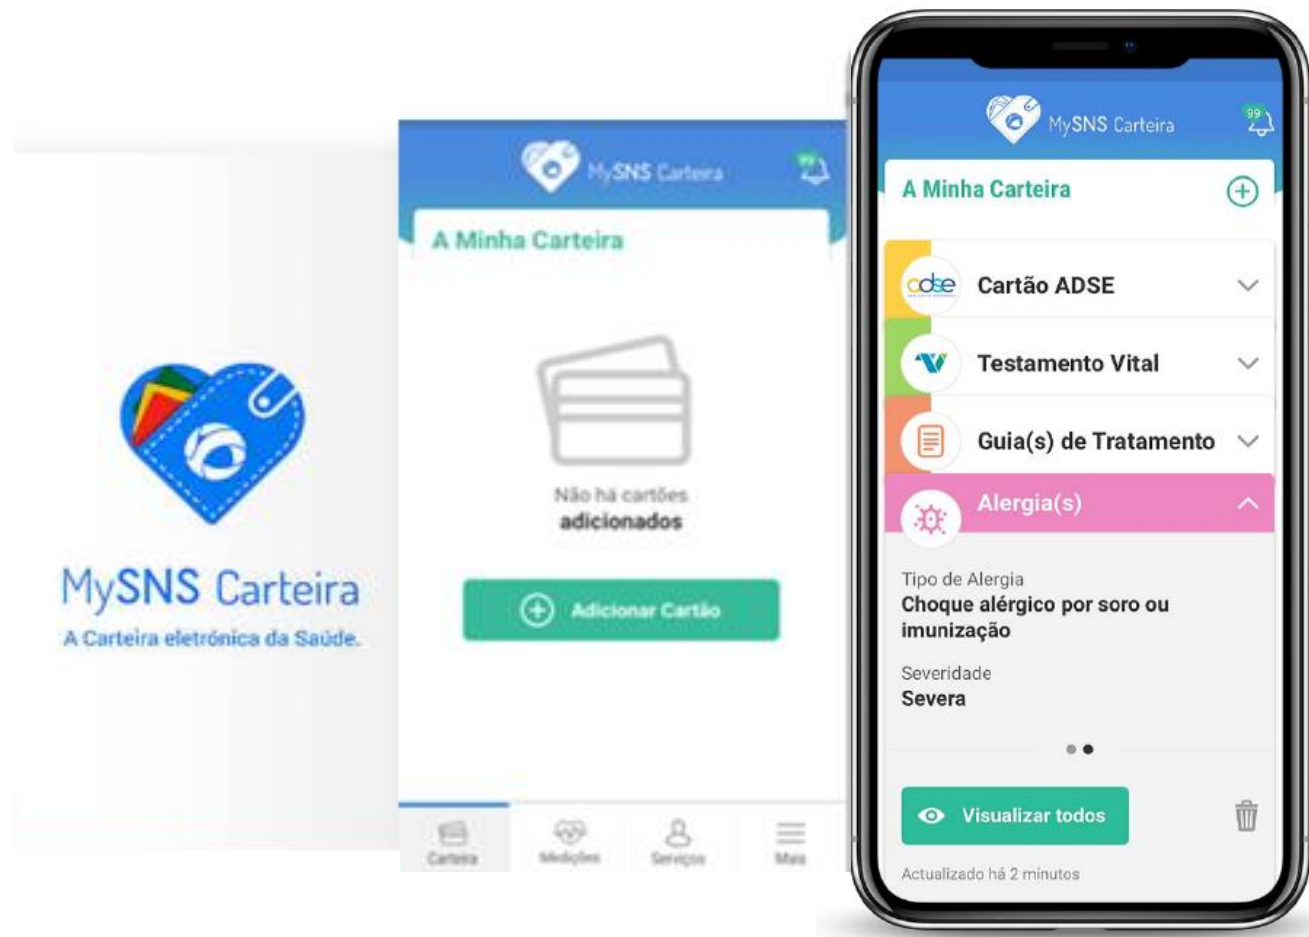 MySNS Carteira
A Carteira eletrónica da Saúde.
MySNS Carteira
99
A Minha Carteira
Não há cartões
adicionados
Adicionar Cartão
Carteira
Medições
Serviços
Mais
MySNS Carteira
99
A Minha Carteira
adse
Cartão ADSE
Testamento Vital
Guia(s) de Tratamento
Alergia(s)
Tipo de Alergia
Choque alérgico por soro ou
imunização
Severidade
Severa
Visualizar todos
Actualizado há 2 minutos